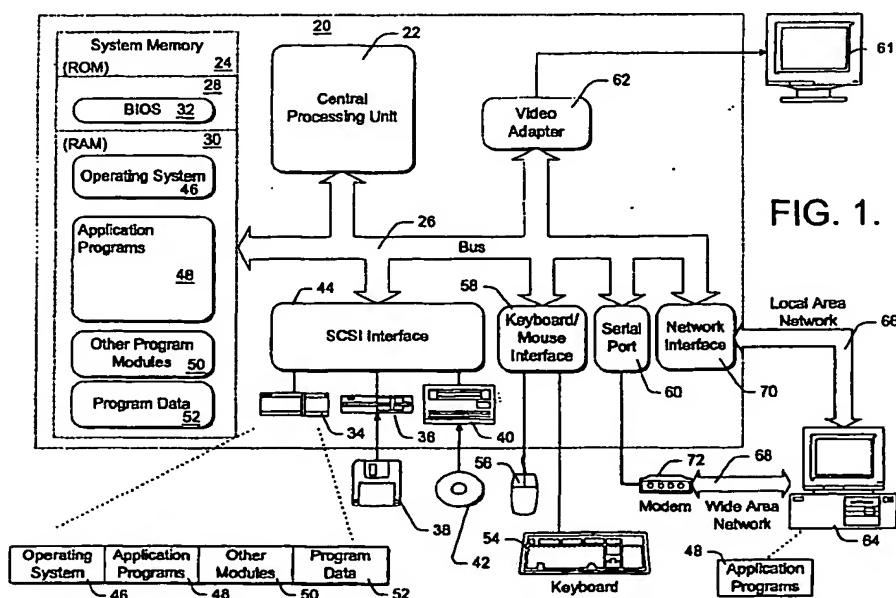 System Memory
(ROM) 24
28
BIOS 32
(RAM) 30
Operating System 46
Application Programs
48
Other Program Modules 50
Program Data 52
20
22
Central Processing Unit
62
Video Adapter
61
FIG. 1.
26
Bus
44
SCSI Interface
58
Keyboard/ Mouse Interface
Serial Port
60
Network Interface
70
Local Area Network
66
34
38
40
38
42
56
54
Keyboard
72
Modem
68
Wide Area Network
64
48
Application Programs
Operating System
Application Programs
Other Modules
Program Data
46
48
50
52